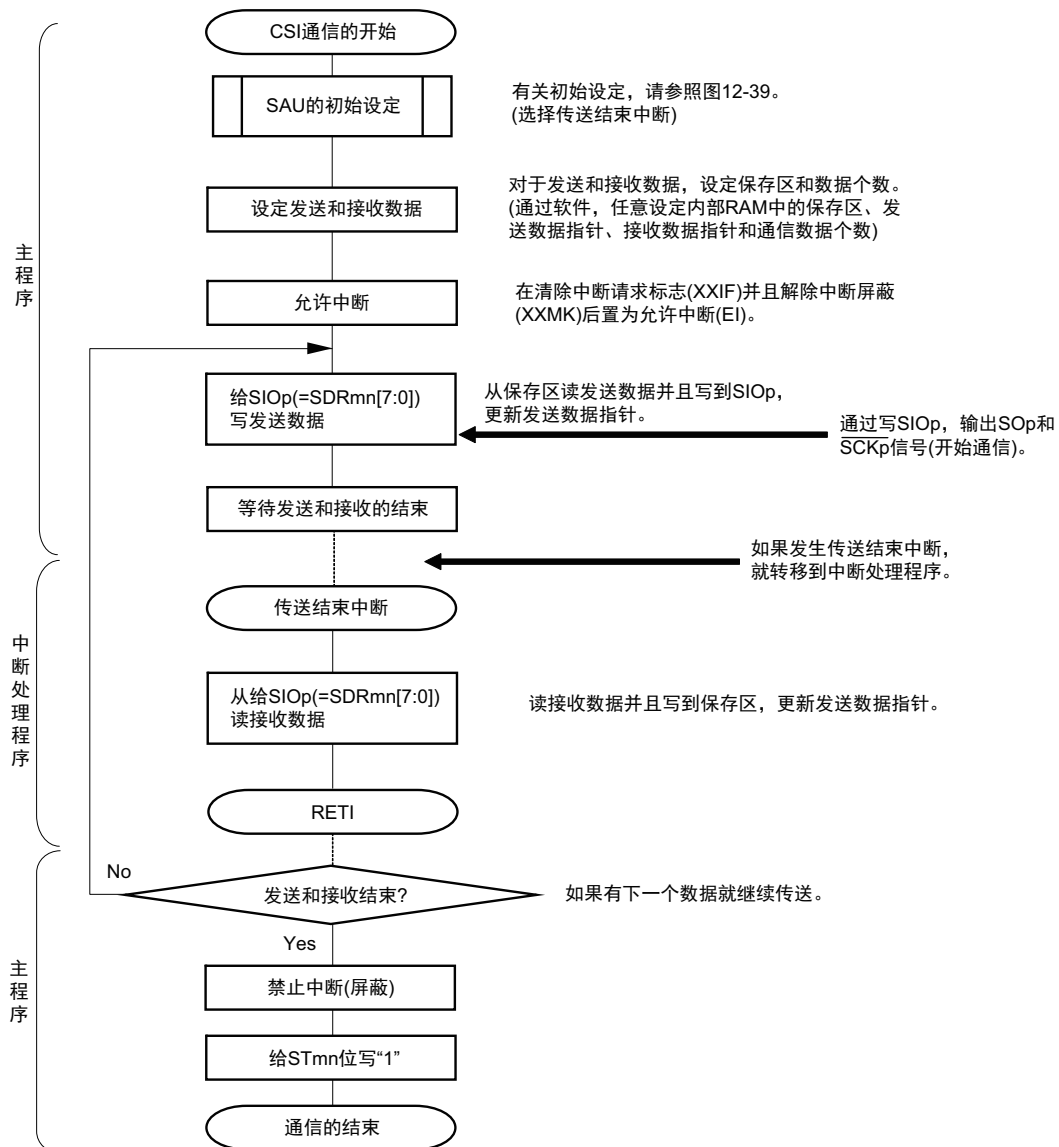 CSI通信的开始
SAU的初始设定
有关初始设定，请参照图12-39。
(选择传送结束中断)
设定发送和接收数据
对于发送和接收数据，设定保存区和数据个数。
(通过软件，任意设定内部RAM中的保存区、发
送数据指针、接收数据指针和通信数据个数)
主程序
允许中断
在清除中断请求标志(XXIF)并且解除中断屏蔽
(XXMK)后置为允许中断(EI)。
给SIOp(=SDRmn[7:0])
写发送数据
从保存区读发送数据并且写到SIOp，
更新发送数据指针。
通过写SIOp，输出SOp和
SCKp信号(开始通信)。
等待发送和接收的结束
如果发生传送结束中断，
就转移到中断处理程序。
传送结束中断
中断处理程序
从给SIOp(=SDRmn[7:0])
读接收数据
读接收数据并且写到保存区，更新发送数据指针。
RETI
No
发送和接收结束?
如果有下一个数据就继续传送。
Yes
主程序
禁止中断(屏蔽)
给STmn位写“1”
通信的结束